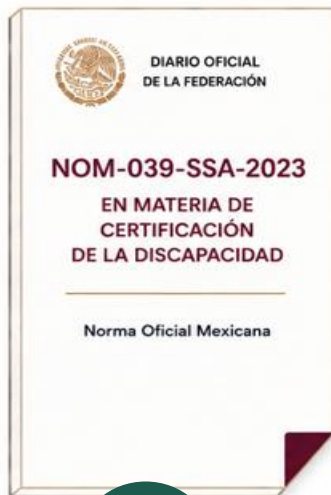 DIARIO OFICIAL
DE LA FEDERACIÓN
NOM-039-SSA-2023
EN MATERIA DE
CERTIFICACIÓN
DE LA DISCAPACIDAD
Norma Oficial Mexicana